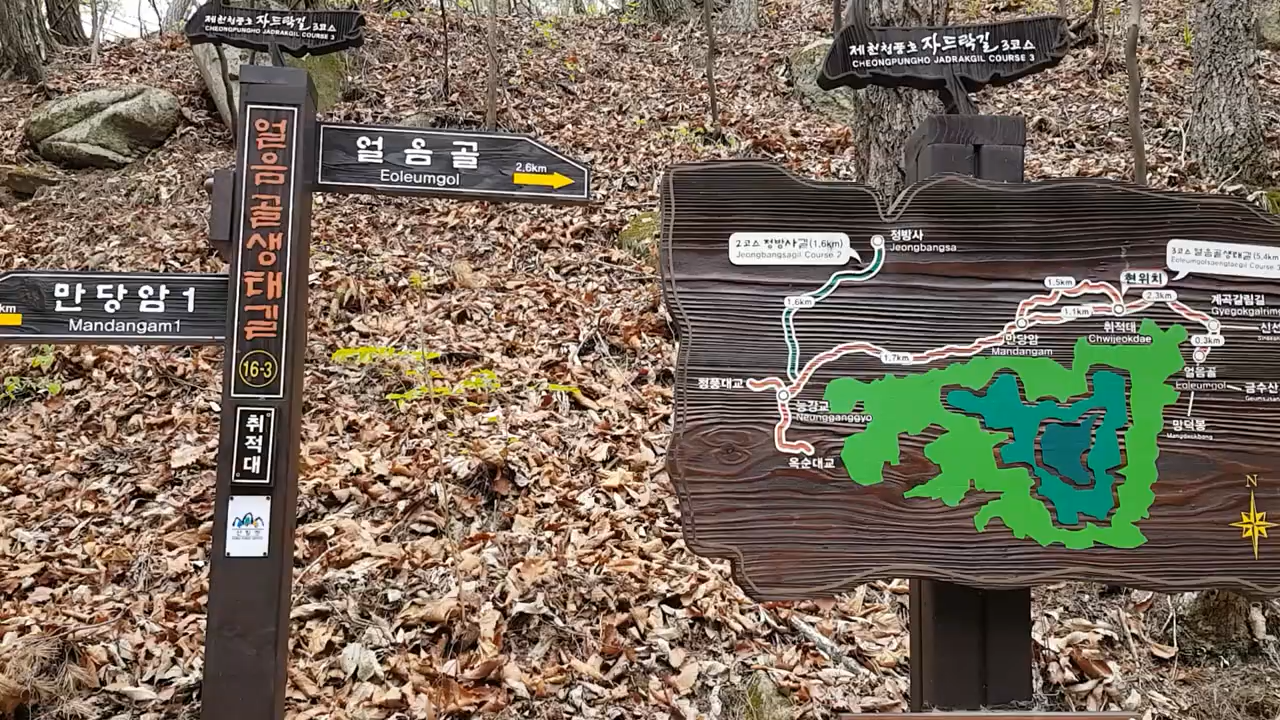 제천청풍호 자드락길 3코스
CHEONGPUNGHO JADRAKGIL COURSE 3
얼음골생태길
16-3
취적대
얼음골
Eoleumgol
2.6km
만당암1
Mandangam1
km
제천청풍호 자드락길 3코스
CHEONGPUNGHO JADRAKGIL COURSE 3
2코스 정방사길(1.6km)
Jeongbangsagil Course 2
정방사
Jeongbangsa
3코스 얼음골생태길(5.4km
Eoleumgolsaengtaegil Course 3
1.6km
1.5km
현위치
2.3km
1.1km
계곡갈림길
Gyegokgalrimg
취적대
Chwijeokdae
만당암
Mandangam
0.3km
1.7km
얼음골
Eoleumgol
금수산
망덕봉
Mangdeokbong
청풍대교
능강교
Neungganggyo
옥순대교
N